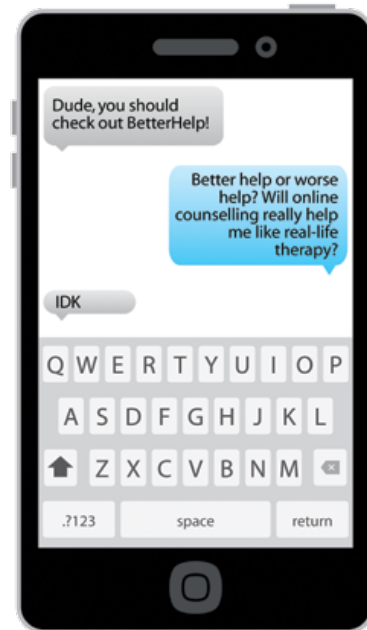 Dude, you should
check out BetterHelp!
Better help or worse
help? Will online
counselling really help
me like real-life
therapy?
IDK
Q W E R T Y U I O P
A S D F G H J K L
Z X C V B N M
.?123 space return